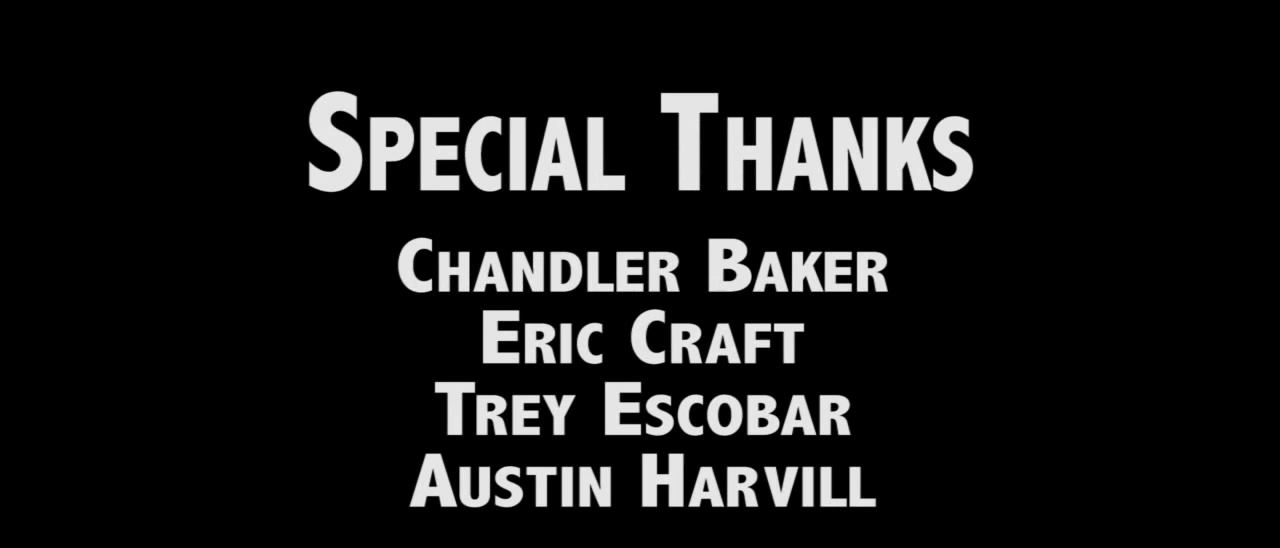 Special Thanks
Chandler Baker
Eric Craft
Trey Escobar
Austin Harvill